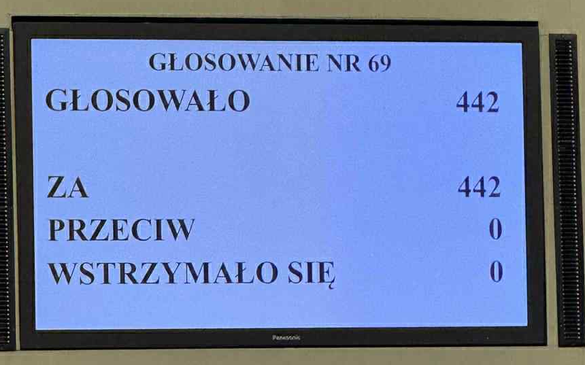 GŁOSOWANIE NR 69
GŁOSOWAŁO 442
ZA 442
PRZECIW 0
WSTRZYMAŁO SIĘ 0
Panasonic